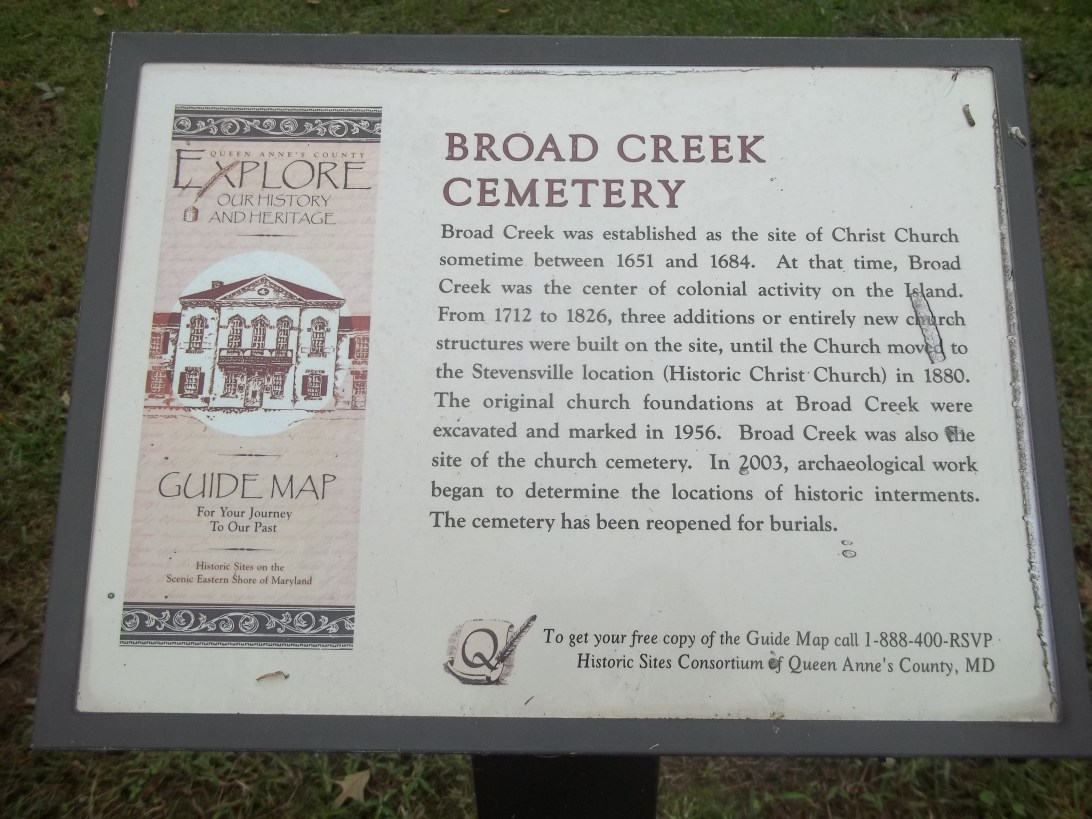 QUEEN ANNE'S COUNTY
EXPLORE
OUR HISTORY
AND HERITAGE
GUIDE MAP
For Your Journey
To Our Past
Historic Sites on the
Scenic Eastern Shore of Maryland
BROAD CREEK
CEMETERY
Broad Creek was established as the site of Christ Church
sometime between 1651 and 1684. At that time, Broad
Creek was the center of colonial activity on the Island.
From 1712 to 1826, three additions or entirely new church
structures were built on the site, until the Church moved to
the Stevensville location (Historic Christ Church) in 1880.
The original church foundations at Broad Creek were
excavated and marked in 1956. Broad Creek was also the
site of the church cemetery. In 2003, archaeological work
began to determine the locations of historic interments.
The cemetery has been reopened for burials.
Q
To get your free copy of the Guide Map call 1-888-400-RSVP
Historic Sites Consortium of Queen Anne's County, MD